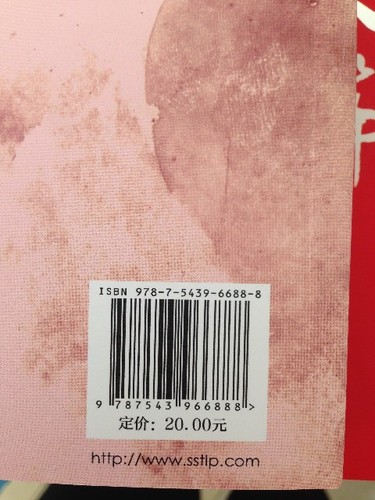 ISBN 978-7-5439-6688-8
9 787543 966888 >
定价: 20.00元
http://www.sstlp.com